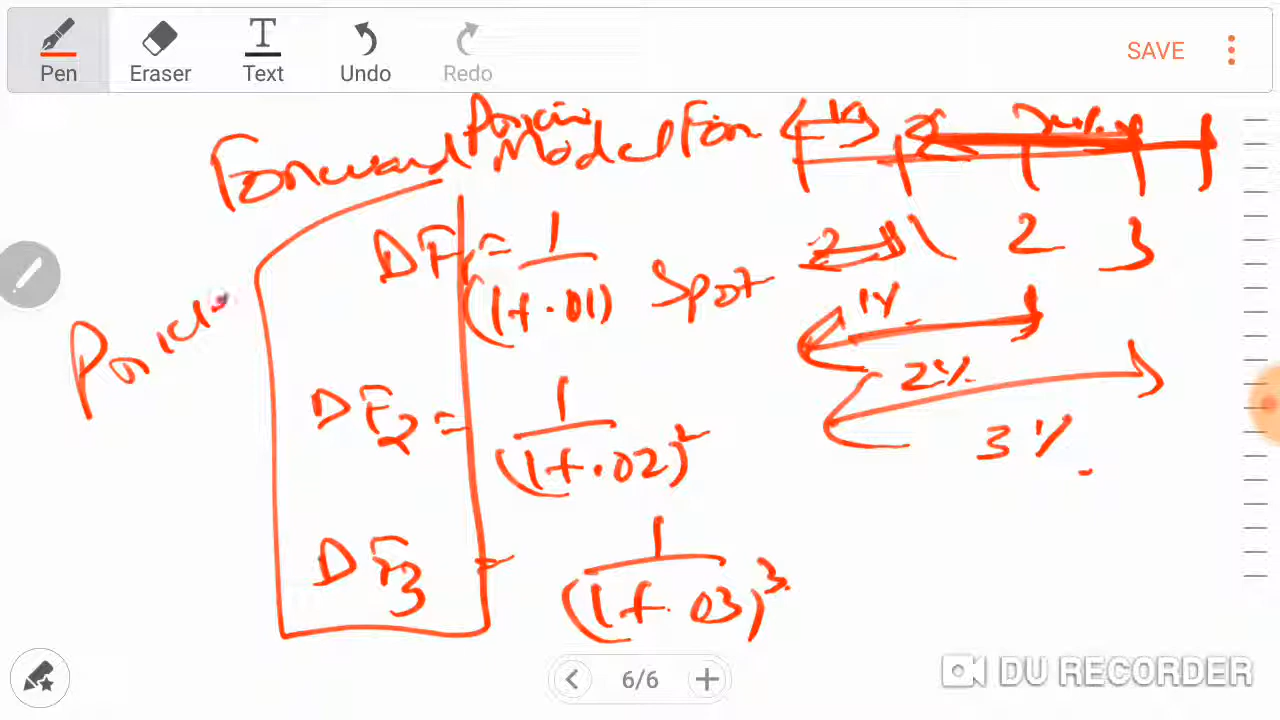 Pen Eraser Text Undo Redo SAVE
Forward Pricing Model For
1 2 3
DF1 = 1
(1+.01) Spot
1%
2%
DF2 = 1
(1+.02)²
3%
DF3 = 1
(1+.03)³
6/6
DU RECORDER